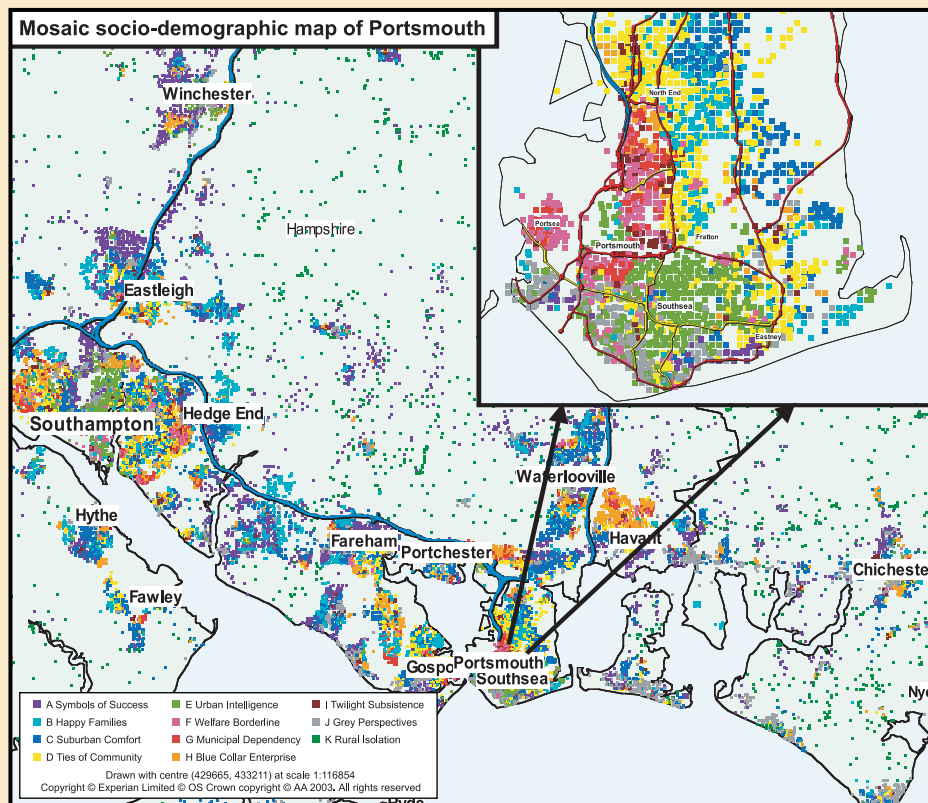 Mosaic socio-demographic map of Portsmouth
Winchester
North End
Hampshire
Portsea
Portsmouth
Fratton
Eastleigh
Southsea
Eastney
Southampton
Hedge End
Waterlooville
Hythe
Fareham
Portchester
Havant
Chichester
Fawley
Gospo
Portsmouth
Southsea
Nye
A Symbols of Success
E Urban Intelligence
I Twilight Subsistence
B Happy Families
F Welfare Borderline
J Grey Perspectives
C Suburban Comfort
G Municipal Dependency
K Rural Isolation
D Ties of Community
H Blue Collar Enterprise
Drawn with centre (429665, 433211) at scale 1:116854
Copyright © Experian Limited © OS Crown copyright © AA 2003. All rights reserved
Ryde